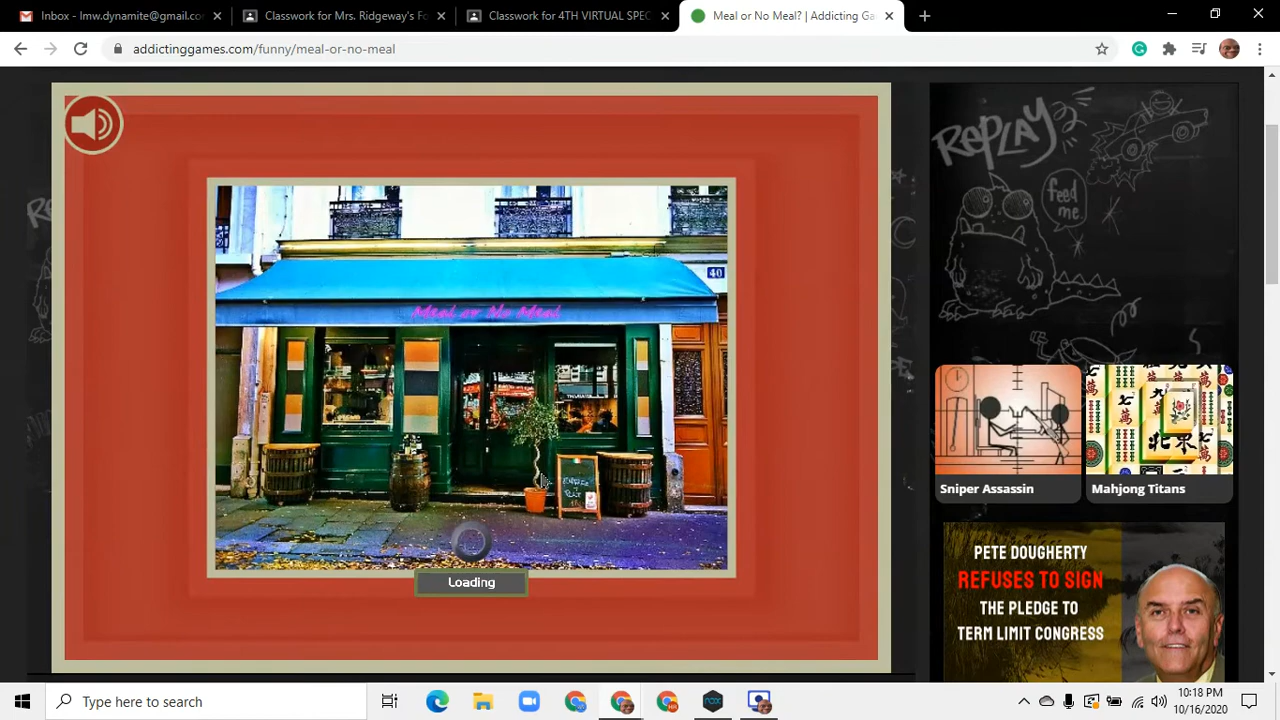 Inbox - lmw.dynamite@gmail.co
Classwork for Mrs. Ridgeway's Fo
Classwork for 4TH VIRTUAL SPEC
Meal or No Meal? | Addicting Ga
addictinggames.com/funny/meal-or-no-meal
REPLAY
feed me
40
Meal or No Meal
Loading
Sniper Assassin
Mahjong Titans
PETE DOUGHERTY
REFUSES TO SIGN
THE PLEDGE TO
TERM LIMIT CONGRESS
Type here to search
nox
10:18 PM
10/16/2020